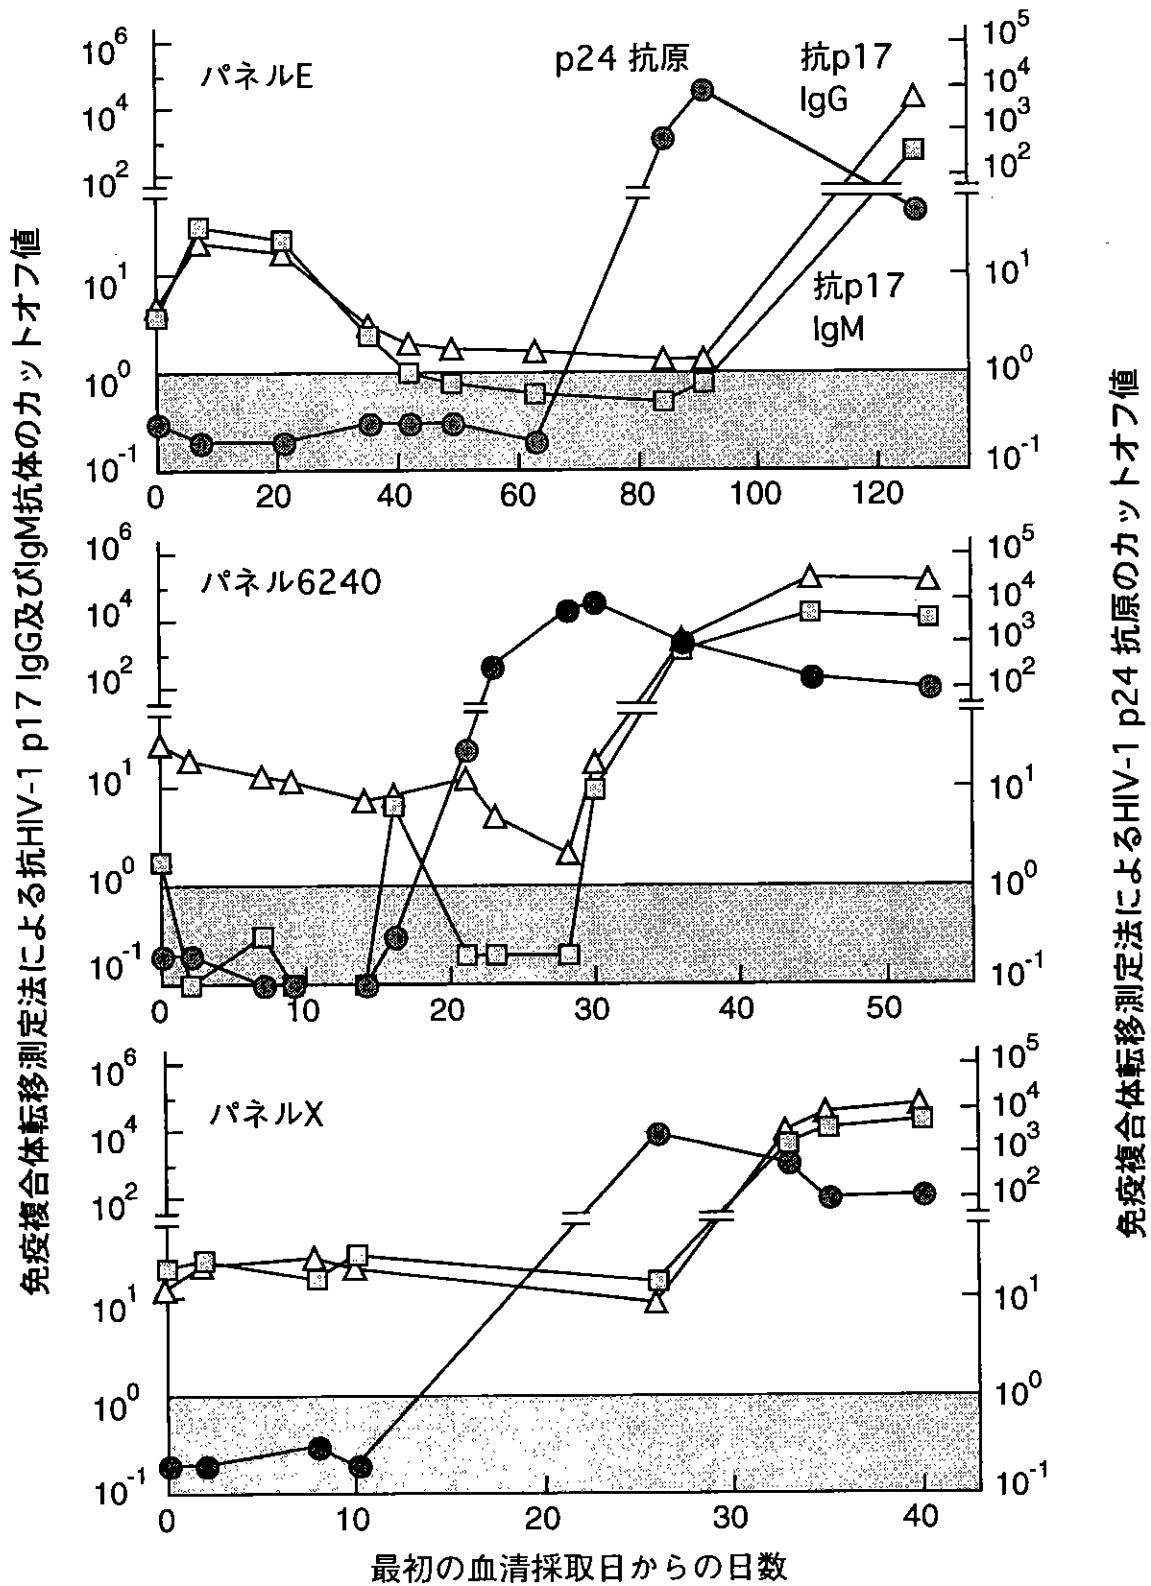 免疫複合体転移測定法による抗HIV-1 p17 IgG及びIgM抗体のカットオフ値
免疫複合体転移測定法によるHIV-1 p24 抗原のカットオフ値
パネルE
p24 抗原
抗p17
IgG
抗p17
IgM
10^6
10^4
10^2
10^1
10^0
10^-1
10^5
10^4
10^3
10^2
10^1
10^0
10^-1
0 20 40 60 80 100 120
パネル6240
10^6
10^4
10^2
10^1
10^0
10^-1
10^5
10^4
10^3
10^2
10^1
10^0
10^-1
0 10 20 30 40 50
パネルX
10^6
10^4
10^2
10^1
10^0
10^-1
10^5
10^4
10^3
10^2
10^1
10^0
10^-1
0 10 20 30 40
最初の血清採取日からの日数